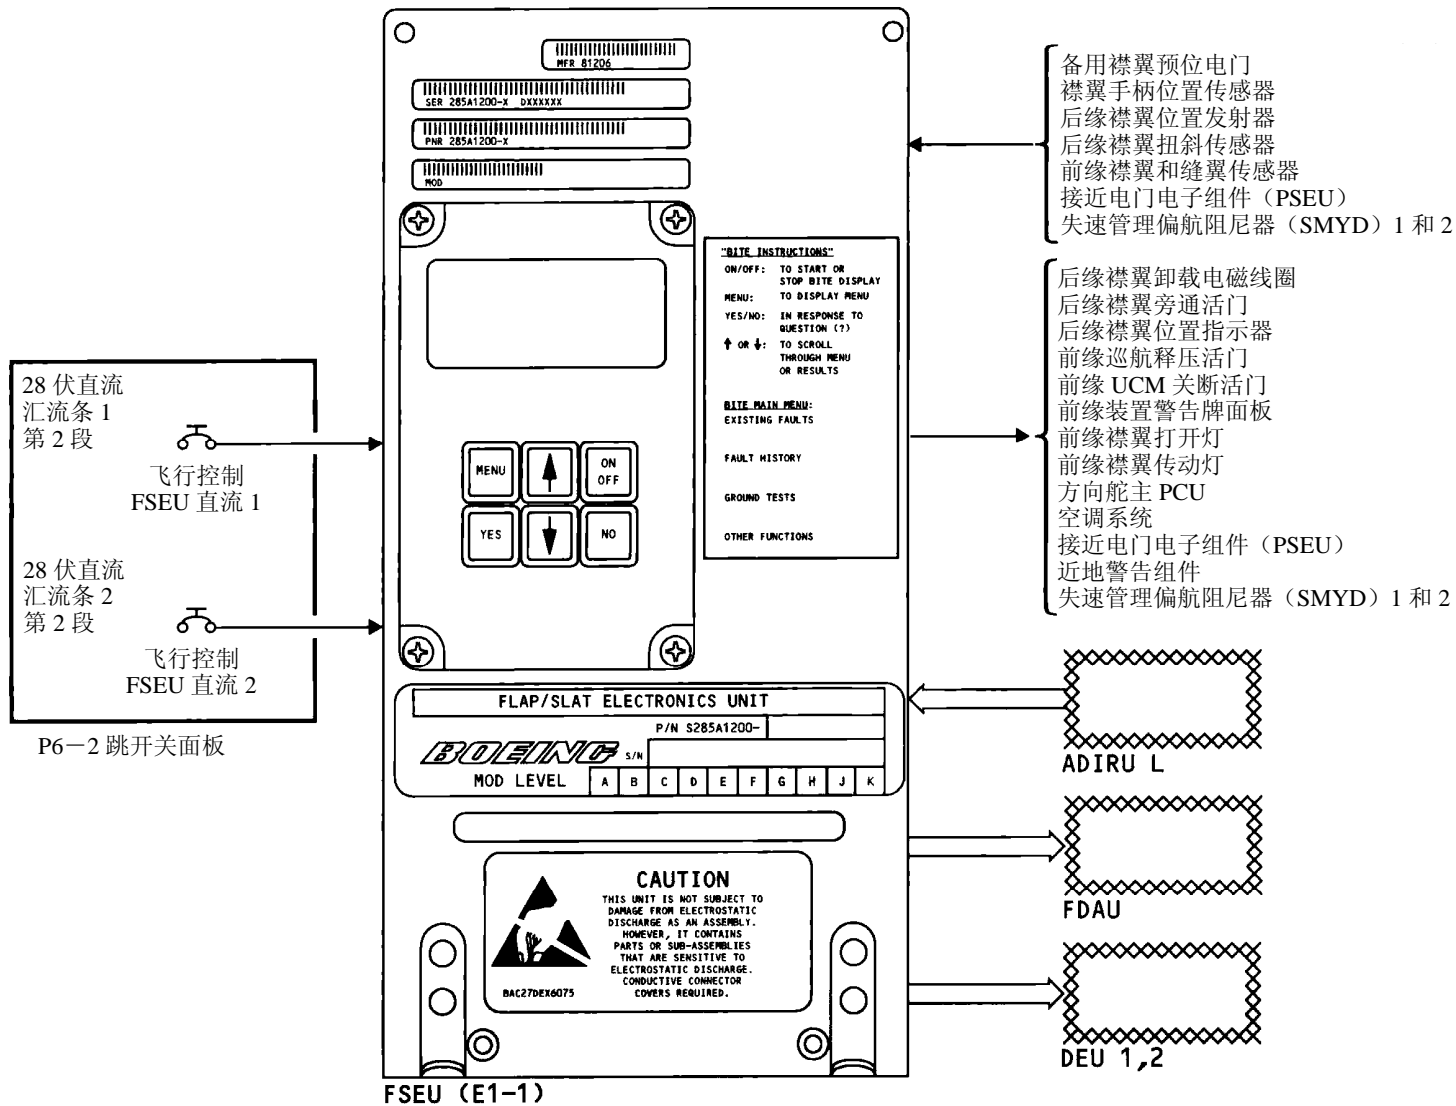 MFR 81206
SER 285A1200-X DXXXXXX
PNR 285A1200-X
MOD
"BITE INSTRUCTIONS"
ON/OFF: TO START OR
STOP BITE DISPLAY
MENU: TO DISPLAY MENU
YES/NO: IN RESPONSE TO
QUESTION (?)
↑ OR ↓: TO SCROLL
THROUGH MENU
OR RESULTS
BITE MAIN MENU:
EXISTING FAULTS
FAULT HISTORY
GROUND TESTS
OTHER FUNCTIONS
MENU
↑
ON
OFF
YES
↓
NO
28 伏直流
汇流条 1
第 2 段
飞行控制
FSEU 直流 1
28 伏直流
汇流条 2
第 2 段
飞行控制
FSEU 直流 2
P6-2 跳开关面板
备用襟翼预位电门
襟翼手柄位置传感器
后缘襟翼位置发射器
后缘襟翼扭斜传感器
前缘襟翼和缝翼传感器
接近电门电子组件（PSEU）
失速管理偏航阻尼器（SMYD）1 和 2
后缘襟翼卸载电磁线圈
后缘襟翼旁通活门
后缘襟翼位置指示器
前缘巡航释压活门
前缘 UCM 关断活门
前缘装置警告牌面板
前缘襟翼打开灯
前缘襟翼传动灯
方向舵主 PCU
空调系统
接近电门电子组件（PSEU）
近地警告组件
失速管理偏航阻尼器（SMYD）1 和 2
FLAP/SLAT ELECTRONICS UNIT
P/N S285A1200-
BOEING S/N
MOD LEVEL A B C D E F G H J K
CAUTION
THIS UNIT IS NOT SUBJECT TO
DAMAGE FROM ELECTROSTATIC
DISCHARGE AS AN ASSEMBLY.
HOWEVER, IT CONTAINS
PARTS OR SUB-ASSEMBLIES
THAT ARE SENSITIVE TO
ELECTROSTATIC DISCHARGE.
CONDUCTIVE CONNECTOR
COVERS REQUIRED.
BAC27DEX6075
ADIRU L
FDAU
DEU 1,2
FSEU (E1-1)